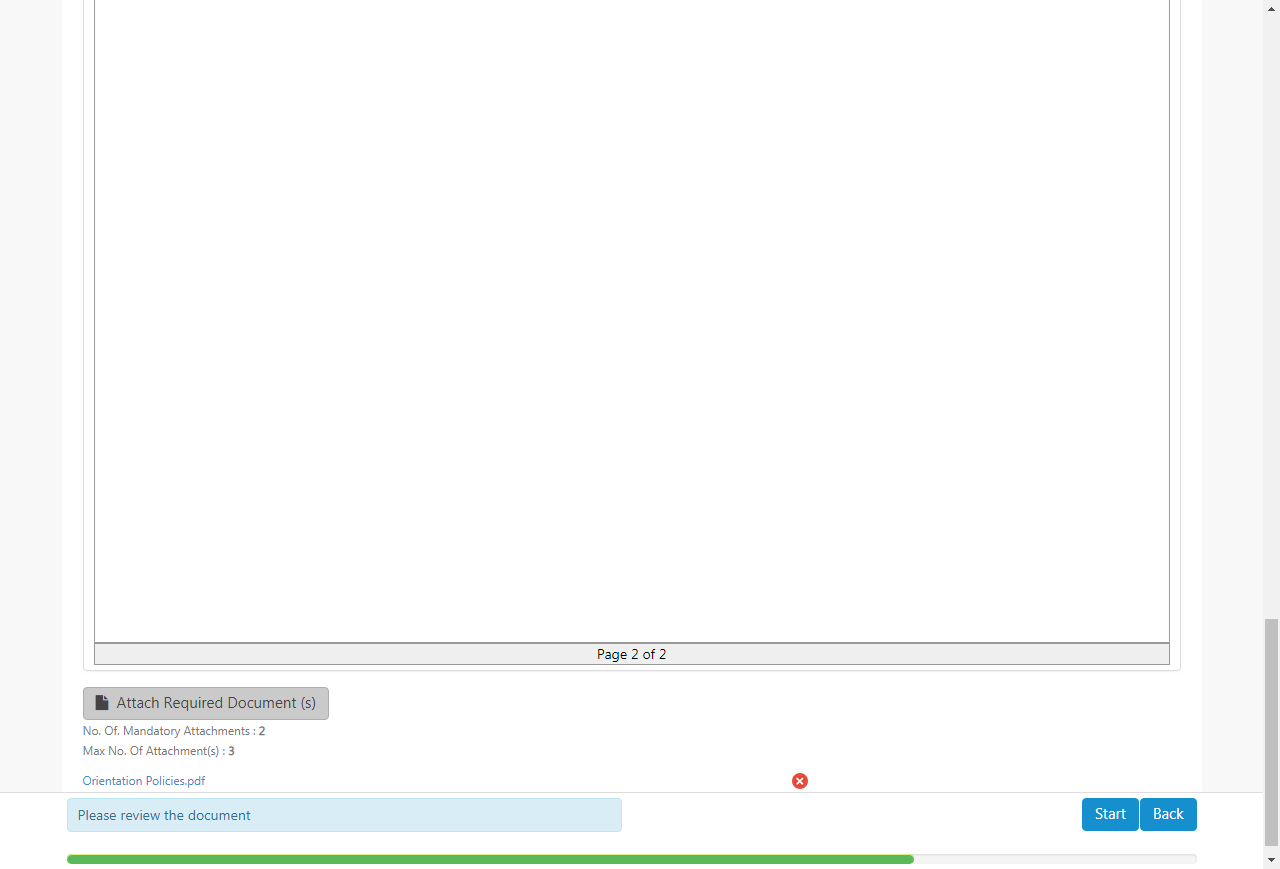 Page 2 of 2
Attach Required Document (s)
No. Of. Mandatory Attachments : 2
Max No. Of Attachment(s) : 3
Orientation Policies.pdf
Please review the document
Start
Back